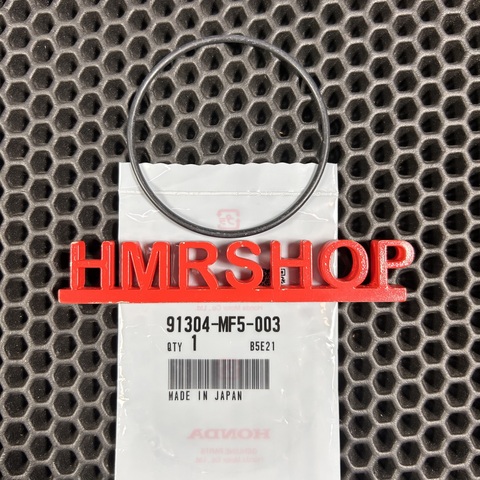 HMRSHOP
91304-MF5-003
QTY 1 B5E21
MADE IN JAPAN
HONDA